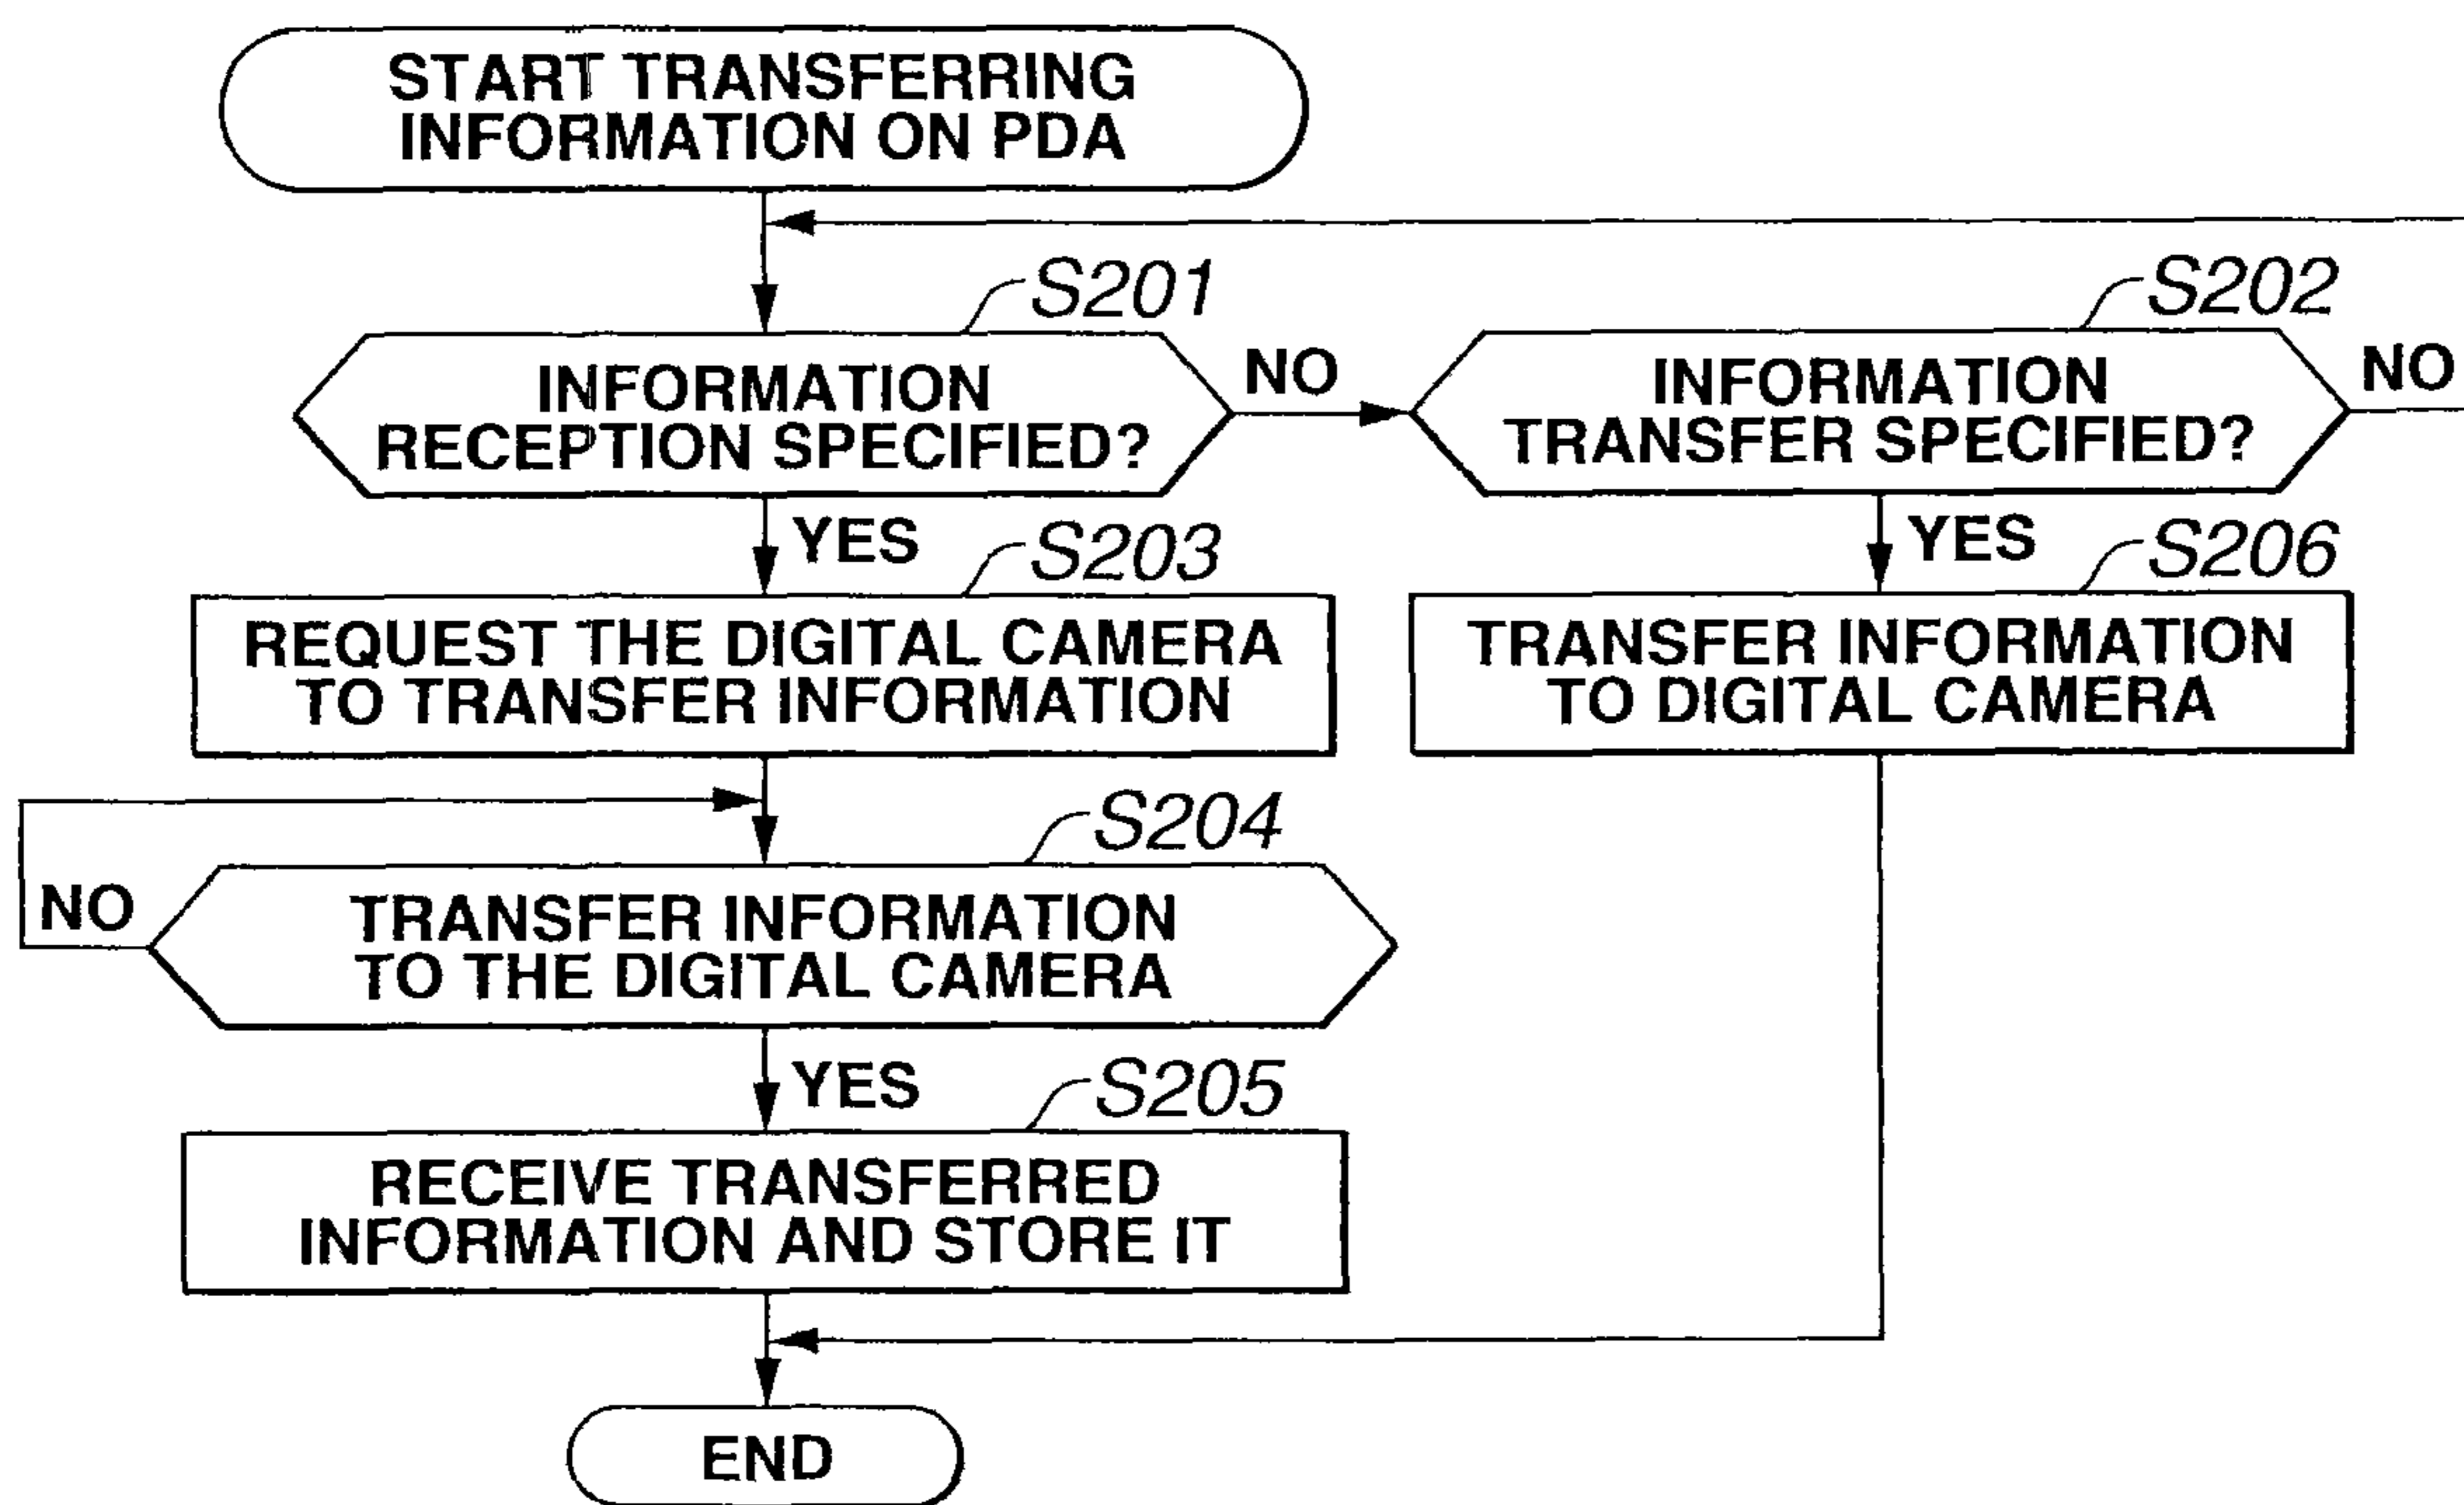 START TRANSFERRING
INFORMATION ON PDA
S201
INFORMATION
RECEPTION SPECIFIED?
NO
S202
INFORMATION
TRANSFER SPECIFIED?
NO
YES
S203
REQUEST THE DIGITAL CAMERA
TO TRANSFER INFORMATION
YES
S206
TRANSFER INFORMATION
TO DIGITAL CAMERA
S204
NO
TRANSFER INFORMATION
TO THE DIGITAL CAMERA
YES
S205
RECEIVE TRANSFERRED
INFORMATION AND STORE IT
END